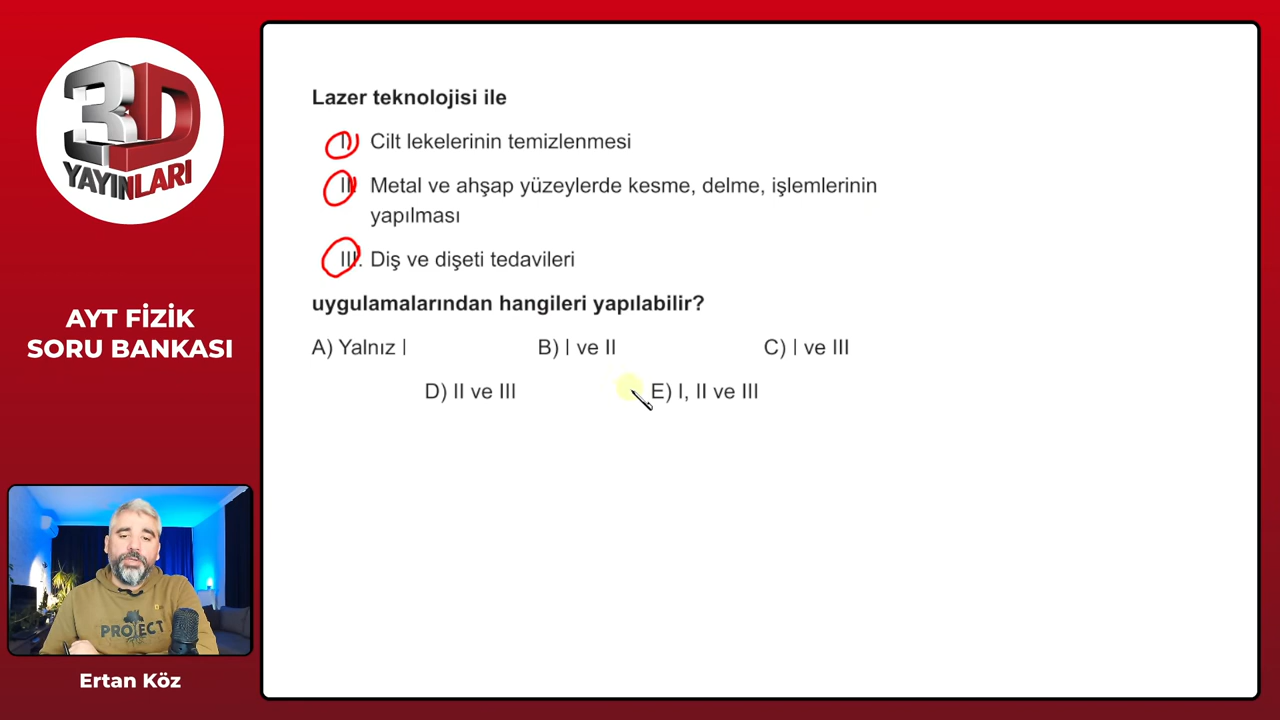 3D
YAYINLARI
AYT FİZİK
SORU BANKASI
Lazer teknolojisi ile
I. Cilt lekelerinin temizlenmesi
II. Metal ve ahşap yüzeylerde kesme, delme, işlemlerinin
yapılması
III. Diş ve dişeti tedavileri
uygulamalarından hangileri yapılabilir?
A) Yalnız I
B) I ve II
C) I ve III
D) II ve III
E) I, II ve III
PROJECT
Ertan Köz